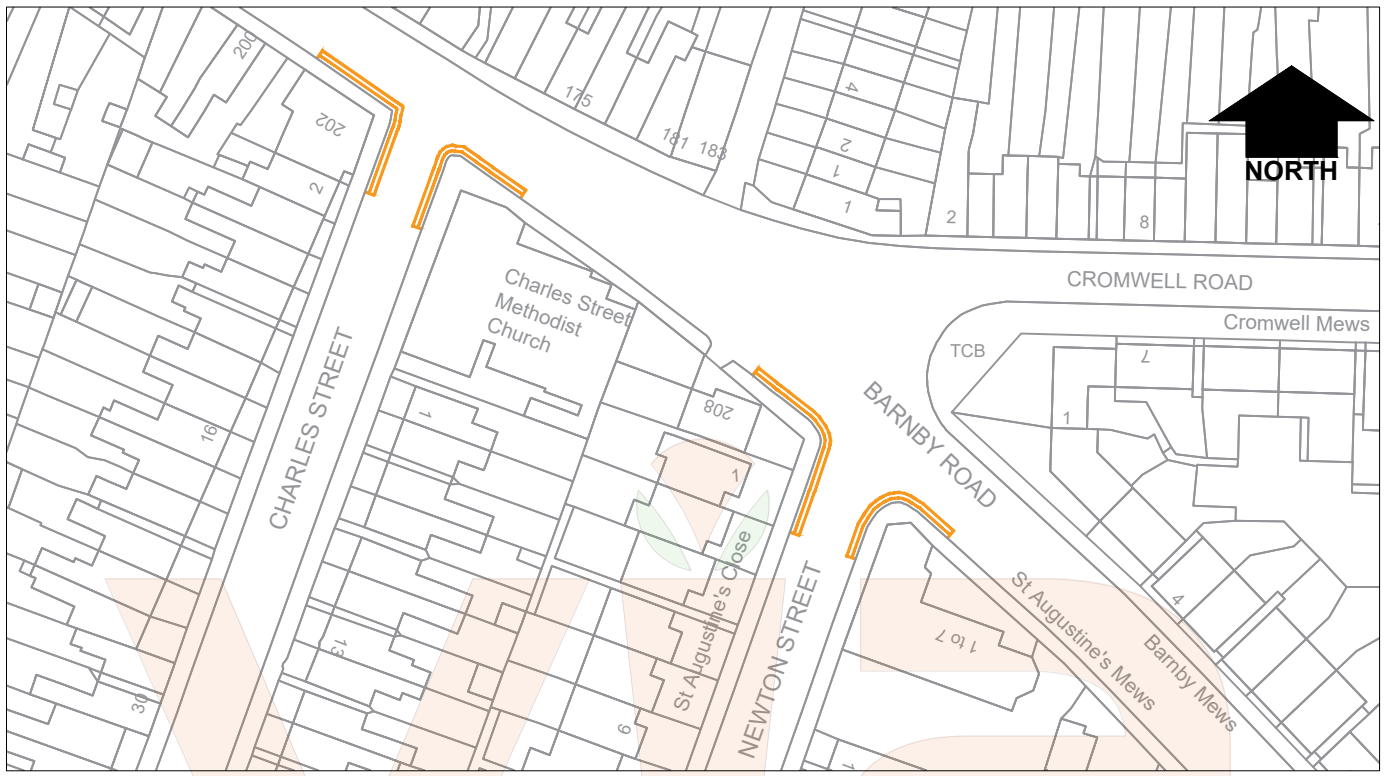 200
202
2
175
181
183
4
2
1
1
2
8
NORTH
CROMWELL ROAD
Cromwell Mews
TCB
7
1
Charles Street
Methodist
Church
CHARLES STREET
16
1
208
1
BARNBY ROAD
St Augustine's Close
NEWTON STREET
1 to 7
St Augustine's Mews
4
Barnby Mews
13
30
9
1